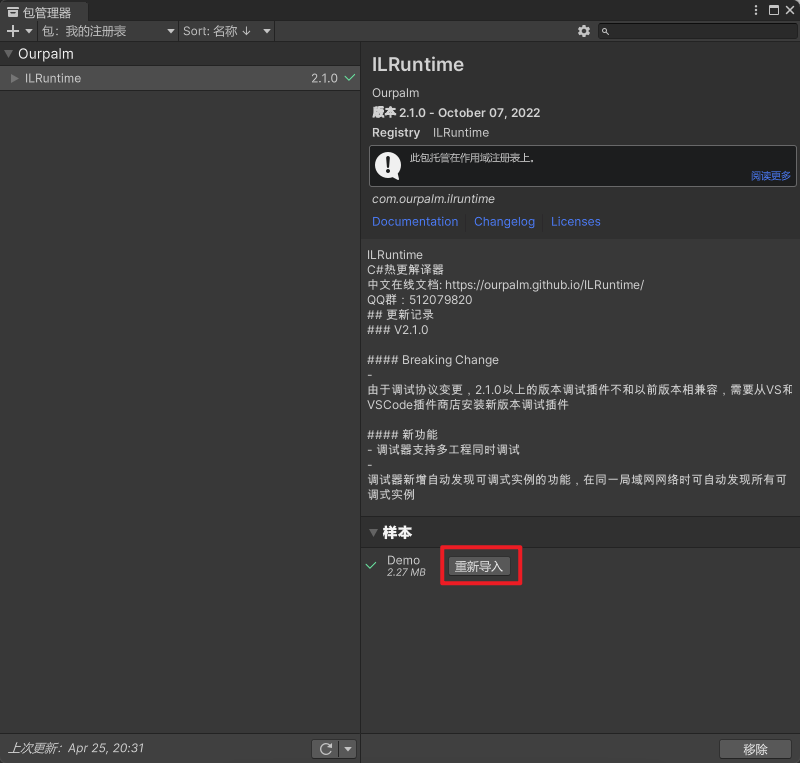 包管理器
包: 我的注册表
Sort: 名称 ↓
Ourpalm
ILRuntime 2.1.0
ILRuntime
Ourpalm
版本 2.1.0 - October 07, 2022
Registry ILRuntime
此包托管在作用域注册表上。
阅读更多
com.ourpalm.ilruntime
Documentation Changelog Licenses
ILRuntime
C#热更解译器
中文在线文档: https://ourpalm.github.io/ILRuntime/
QQ群：512079820
## 更新记录
### V2.1.0
#### Breaking Change
-
由于调试协议变更，2.1.0以上的版本调试插件不和以前版本相兼容，需要从VS和
VSCode插件商店安装新版本调试插件
#### 新功能
- 调试器支持多工程同时调试
-
调试器新增自动发现可调式实例的功能，在同一局域网网络时可自动发现所有可
调式实例
样本
Demo
2.27 MB
重新导入
上次更新: Apr 25, 20:31
移除